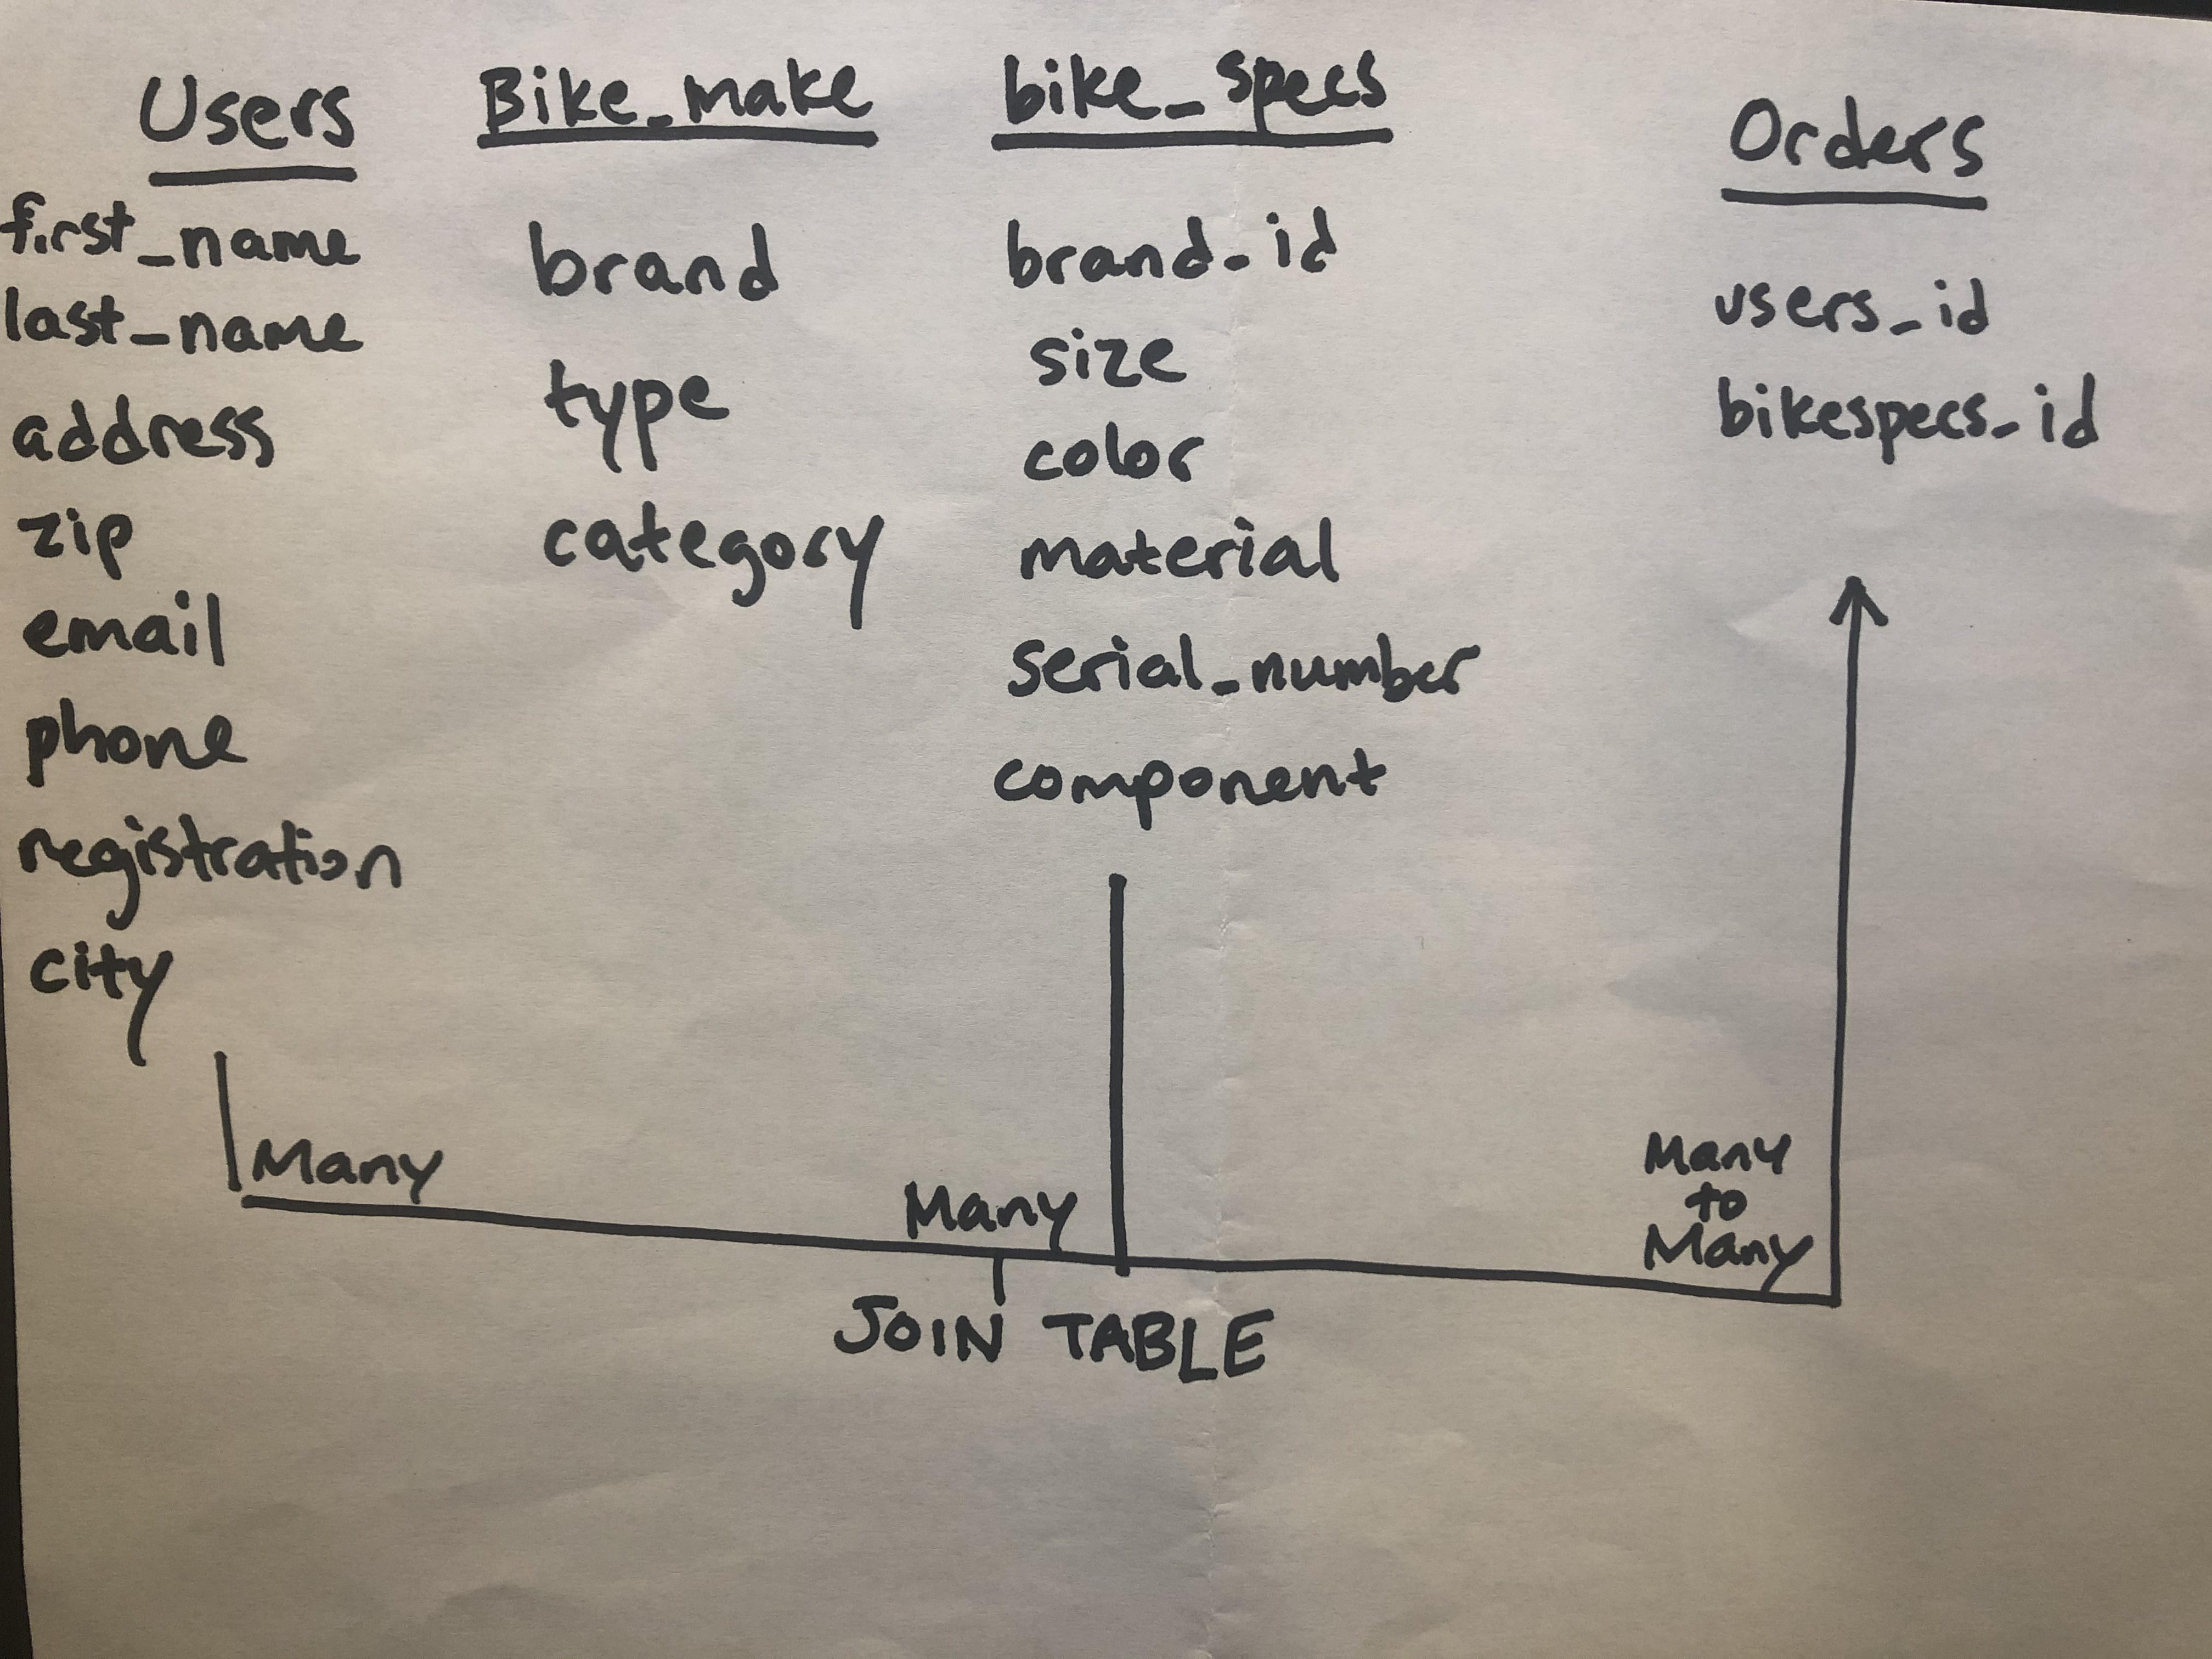 Users
first_name
last_name
address
zip
email
phone
registration
city
Bike_make
brand
type
category
bike_specs
brand_id
size
color
material
serial_number
component
Orders
users_id
bikespecs_id
Many
Many
Many
to
Many
JOIN TABLE